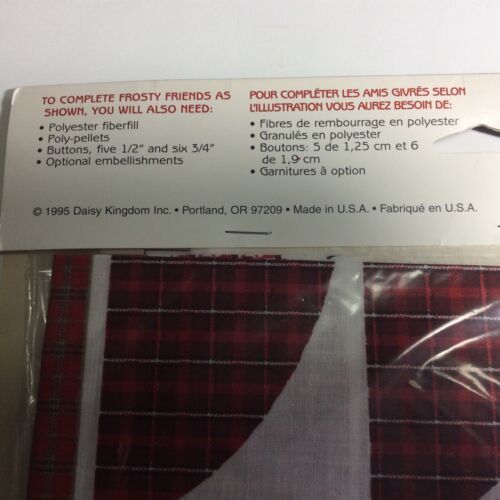 TO COMPLETE FROSTY FRIENDS AS
SHOWN, YOU WILL ALSO NEED:
• Polyester fiberfill
• Poly-pellets
• Buttons, five 1/2" and six 3/4"
• Optional embellishments
POUR COMPLÉTER LES AMIS GIVRÉS SELON
L'ILLUSTRATION VOUS AUREZ BESOIN DE:
• Fibres de rembourrage en polyester
• Granulés en polyester
• Boutons: 5 de 1,25 cm et 6
de 1,9 cm
• Garnitures à option
© 1995 Daisy Kingdom Inc. • Portland, OR 97209 • Made in U.S.A. • Fabriqué en U.S.A.